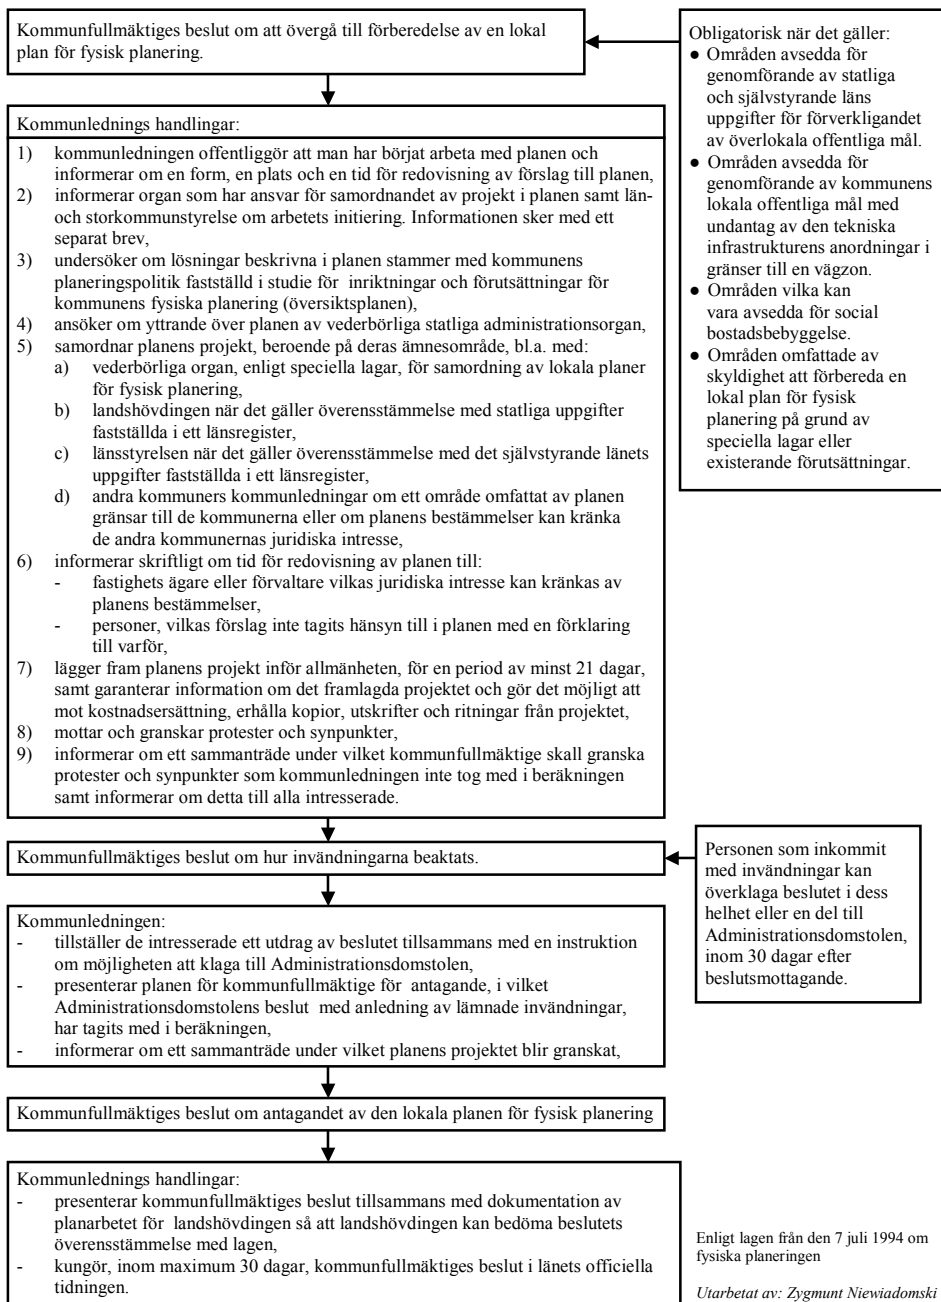 Kommunfullmäktiges beslut om att övergå till förberedelse av en lokal
plan för fysisk planering.
Obligatorisk när det gäller:
● Områden avsedda för
genomförande av statliga
och självstyrande läns
uppgifter för förverkligandet
av överlokala offentliga mål.
● Områden avsedda för
genomförande av kommunens
lokala offentliga mål med
undantag av den tekniska
infrastrukturens anordningar i
gränser till en vägzon.
● Områden vilka kan
vara avsedda för social
bostadsbebyggelse.
● Områden omfattade av
skyldighet att förbereda en
lokal plan för fysisk
planering på grund av
speciella lagar eller
existerande förutsättningar.
Kommunlednings handlingar:
1) kommunledningen offentliggör att man har börjat arbeta med planen och
informerar om en form, en plats och en tid för redovisning av förslag till planen,
2) informerar organ som har ansvar för samordnandet av projekt i planen samt län-
och storkommunstyrelse om arbetets initiering. Informationen sker med ett
separat brev,
3) undersöker om lösningar beskrivna i planen stammer med kommunens
planeringspolitik fastställd i studie för inriktningar och förutsättningar för
kommunens fysiska planering (översiktsplanen),
4) ansöker om yttrande över planen av vederbörliga statliga administrationsorgan,
5) samordnar planens projekt, beroende på deras ämnesområde, bl.a. med:
a) vederbörliga organ, enligt speciella lagar, för samordning av lokala planer
för fysisk planering,
b) landshövdingen när det gäller överensstämmelse med statliga uppgifter
fastställda i ett länsregister,
c) länsstyrelsen när det gäller överensstämmelse med det självstyrande länets
uppgifter fastställda i ett länsregister,
d) andra kommuners kommunledningar om ett område omfattat av planen
gränsar till de kommunerna eller om planens bestämmelser kan kränka
de andra kommunernas juridiska intresse,
6) informerar skriftligt om tid för redovisning av planen till:
- fastighets ägare eller förvaltare vilkas juridiska intresse kan kränkas av
planens bestämmelser,
- personer, vilkas förslag inte tagits hänsyn till i planen med en förklaring
till varför,
7) lägger fram planens projekt inför allmänheten, för en period av minst 21 dagar,
samt garanterar information om det framlagda projektet och gör det möjligt att
mot kostnadsersättning, erhålla kopior, utskrifter och ritningar från projektet,
8) mottar och granskar protester och synpunkter,
9) informerar om ett sammanträde under vilket kommunfullmäktige skall granska
protester och synpunkter som kommunledningen inte tog med i beräkningen
samt informerar om detta till alla intresserade.
Kommunfullmäktiges beslut om hur invändningarna beaktats.
Personen som inkommit
med invändningar kan
överklaga beslutet i dess
helhet eller en del till
Administrationsdomstolen,
inom 30 dagar efter
beslutsmottagande.
Kommunledningen:
- tillställer de intresserade ett utdrag av beslutet tillsammans med en instruktion
om möjligheten att klaga till Administrationsdomstolen,
- presenterar planen för kommunfullmäktige för antagande, i vilket
Administrationsdomstolens beslut med anledning av lämnade invändningar,
har tagits med i beräkningen,
- informerar om ett sammanträde under vilket planens projektet blir granskat,
Kommunfullmäktiges beslut om antagandet av den lokala planen för fysisk planering
Kommunlednings handlingar:
- presenterar kommunfullmäktiges beslut tillsammans med dokumentation av
planarbetet för landshövdingen så att landshövdingen kan bedöma beslutets
överensstämmelse med lagen,
- kungör, inom maximum 30 dagar, kommunfullmäktiges beslut i länets officiella
tidningen.
Enligt lagen från den 7 juli 1994 om
fysiska planeringen
Utarbetat av: Zygmunt Niewiadomski